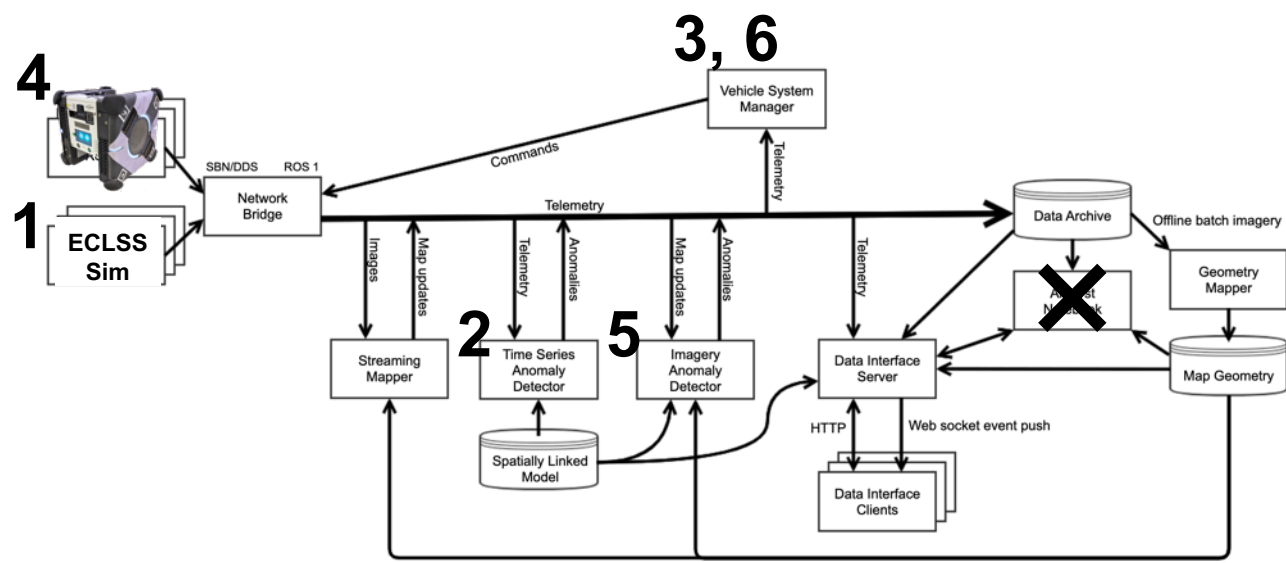 3, 6
4
Vehicle System
Manager
Commands
Telemetry
SBN/DDS
ROS 1
Network
Bridge
1
ECLSS
Sim
Telemetry
Data Archive
Offline batch imagery
Geometry
Mapper
Images
Map updates
Telemetry
Anomalies
Map updates
Anomalies
Telemetry
2
5
Streaming
Mapper
Time Series
Anomaly
Detector
Imagery
Anomaly
Detector
Data Interface
Server
Map Geometry
Spatially Linked
Model
HTTP
Web socket event push
Data Interface
Clients